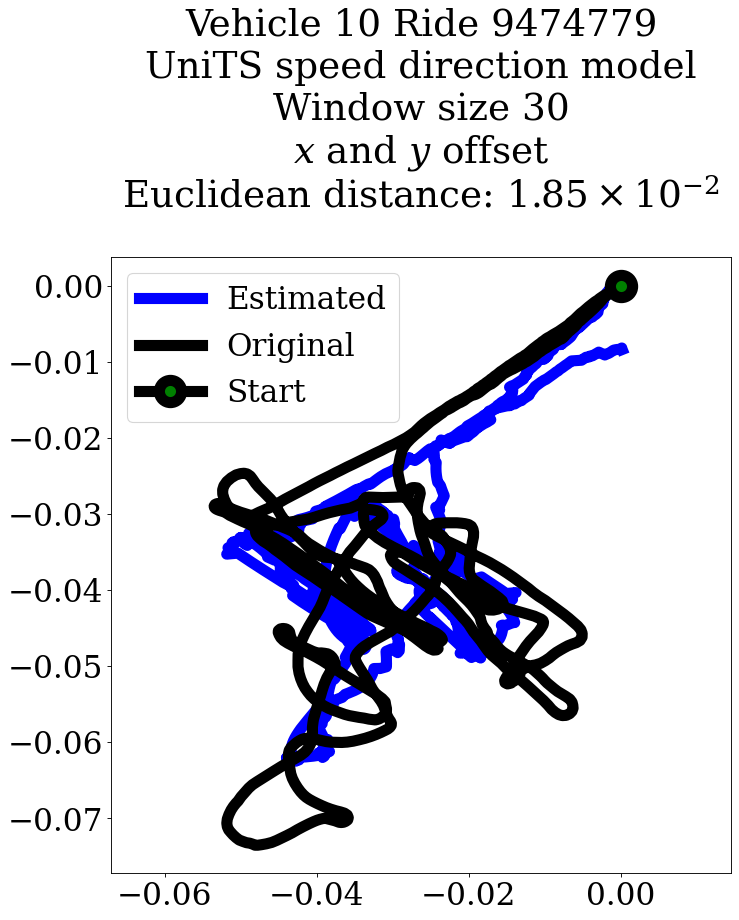 Vehicle 10 Ride 9474779
UniTS speed direction model
Window size 30
x and y offset
Euclidean distance: 1.85 × 10⁻²
Estimated
Original
Start
0.00
−0.01
−0.02
−0.03
−0.04
−0.05
−0.06
−0.07
−0.06 −0.04 −0.02 0.00